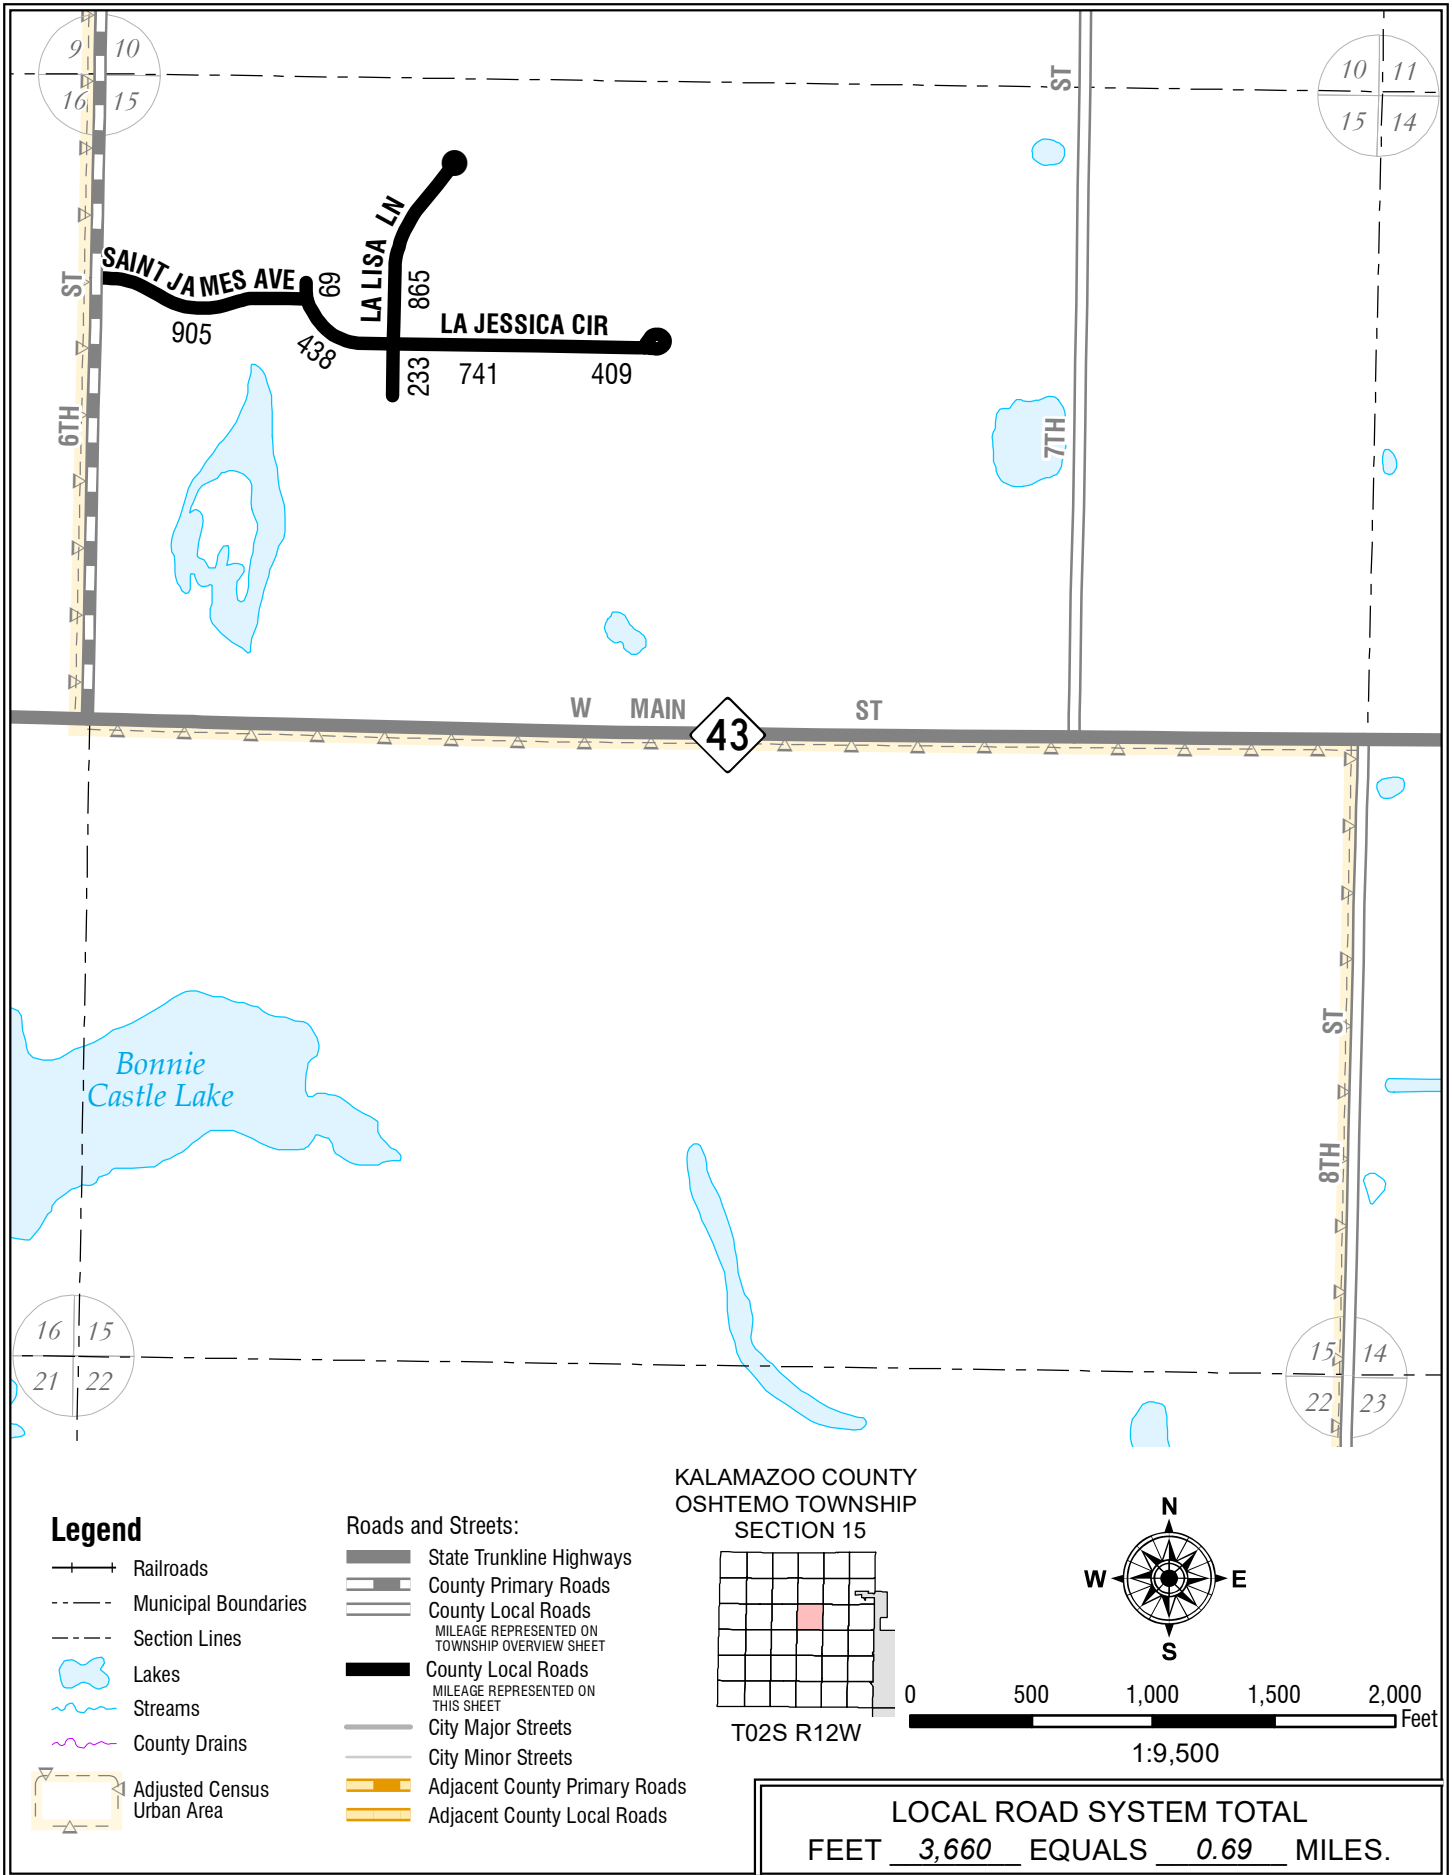 9 10
16 15
10 11
15 14
ST
SAINT JAMES AVE
905
69
438
LA LISA LN
865
233
LA JESSICA CIR
741
409
ST
6TH
7TH
W MAIN ST
43
Bonnie
Castle Lake
ST
8TH
16 15
21 22
15 14
22 23
Legend
Railroads
Municipal Boundaries
Section Lines
Lakes
Streams
County Drains
Adjusted Census
Urban Area
Roads and Streets:
State Trunkline Highways
County Primary Roads
County Local Roads
MILEAGE REPRESENTED ON
TOWNSHIP OVERVIEW SHEET
County Local Roads
MILEAGE REPRESENTED ON
THIS SHEET
City Major Streets
City Minor Streets
Adjacent County Primary Roads
Adjacent County Local Roads
KALAMAZOO COUNTY
OSHTEMO TOWNSHIP
SECTION 15
T02S R12W
N
W E
S
0 500 1,000 1,500 2,000
Feet
1:9,500
LOCAL ROAD SYSTEM TOTAL
FEET 3,660 EQUALS 0.69 MILES.